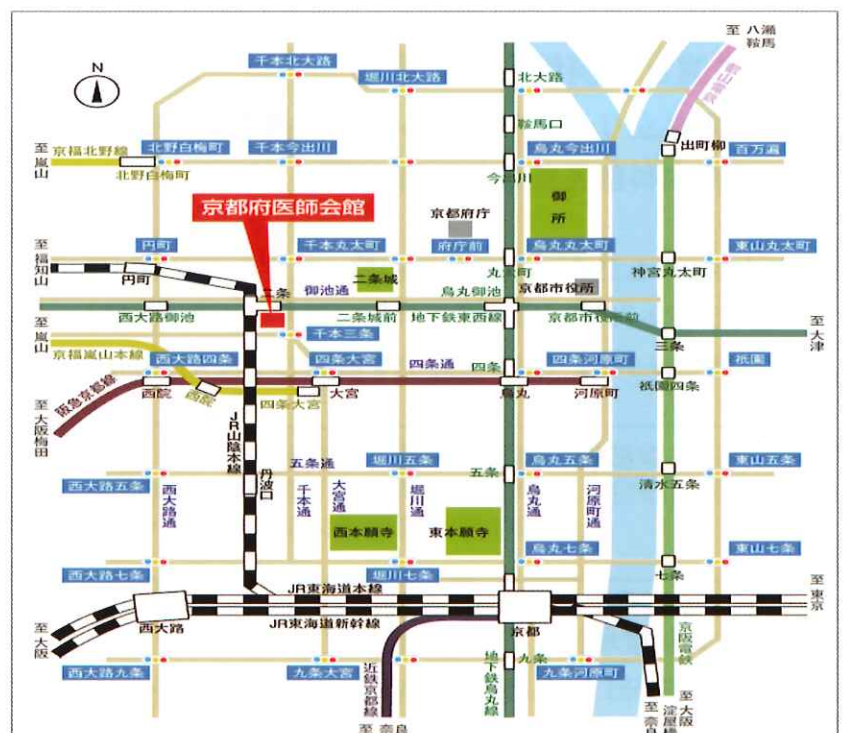 至 八瀬
鞍馬
叡山電鉄
N
千本北大路
堀川北大路
北大路
鞍馬口
出町柳
至 嵐山
京福北野線
北野白梅町
北野白梅町
千本今出川
烏丸今出川
今出川
百万遍
京都府医師会館
京都府庁
御所
至 福知山
円町
円町
千本丸太町
府庁前
烏丸丸太町
丸太町
神宮丸太町
東山丸太町
二条城
京都市役所
二条
御池通
烏丸御池
西大路御池
二条城前
地下鉄東西線
京都市役所前
至 嵐山
京福嵐山本線
千本三条
三条
至 大津
西大路四条
四条大宮
四条通
四条
四条河原町
祇園
阪急京都線
西院
西院
四条大宮
大宮
烏丸
河原町
祇園四条
至 大阪梅田
JR山陰本線
丹波口
五条通
堀川五条
五条
烏丸五条
東山五条
西大路五条
清水五条
西大路通
千本通
大宮通
堀川通
烏丸通
河原町通
西本願寺
東本願寺
西大路七条
堀川七条
烏丸七条
七条
東山七条
JR東海道本線
至 東京
西大路
JR東海道新幹線
京都
至 大阪
京阪電鉄
西大路九条
九条大宮
近鉄京都線
地下鉄烏丸線
九条
九条河原町
至 奈良
至 奈良
至 大阪
淀屋橋